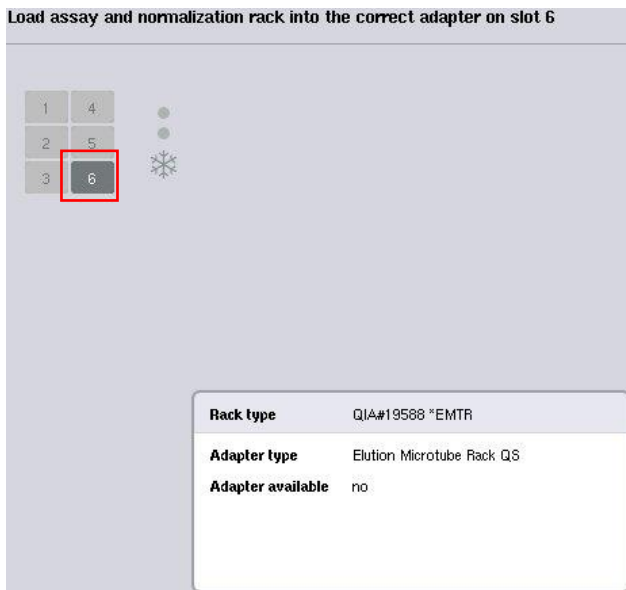 Load assay and normalization rack into the correct adapter on slot 6
1 4
2 5
3 6
Rack type QIA#19588 *EMTR
Adapter type Elution Microtube Rack QS
Adapter available no